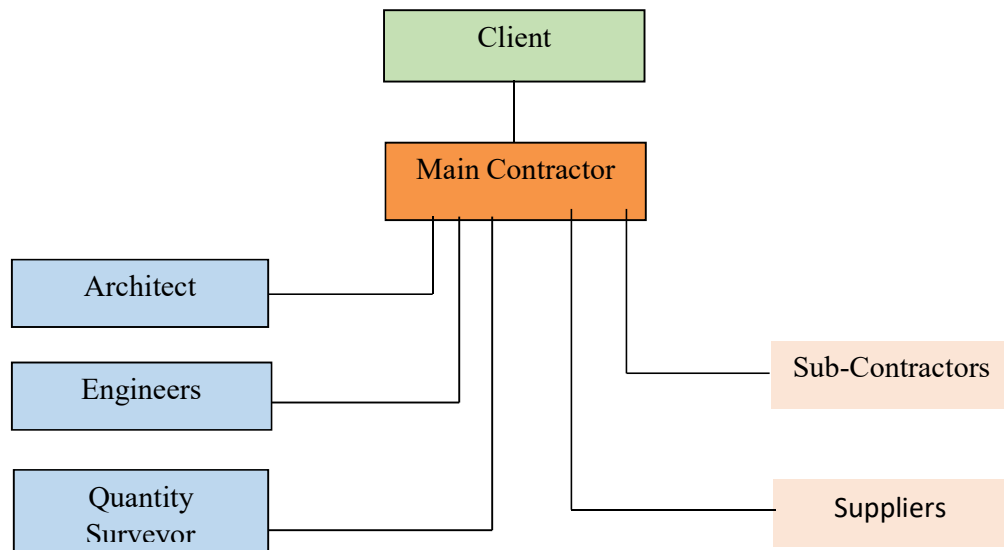 Client
Main Contractor
Architect
Engineers
Quantity
Surveyor
Sub-Contractors
Suppliers